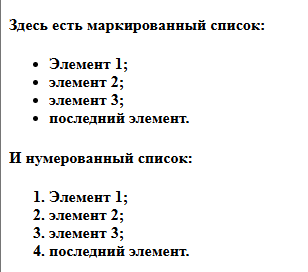 Здесь есть маркированный список:
• Элемент 1;
• элемент 2;
• элемент 3;
• последний элемент.
И нумерованный список:
1. Элемент 1;
2. элемент 2;
3. элемент 3;
4. последний элемент.